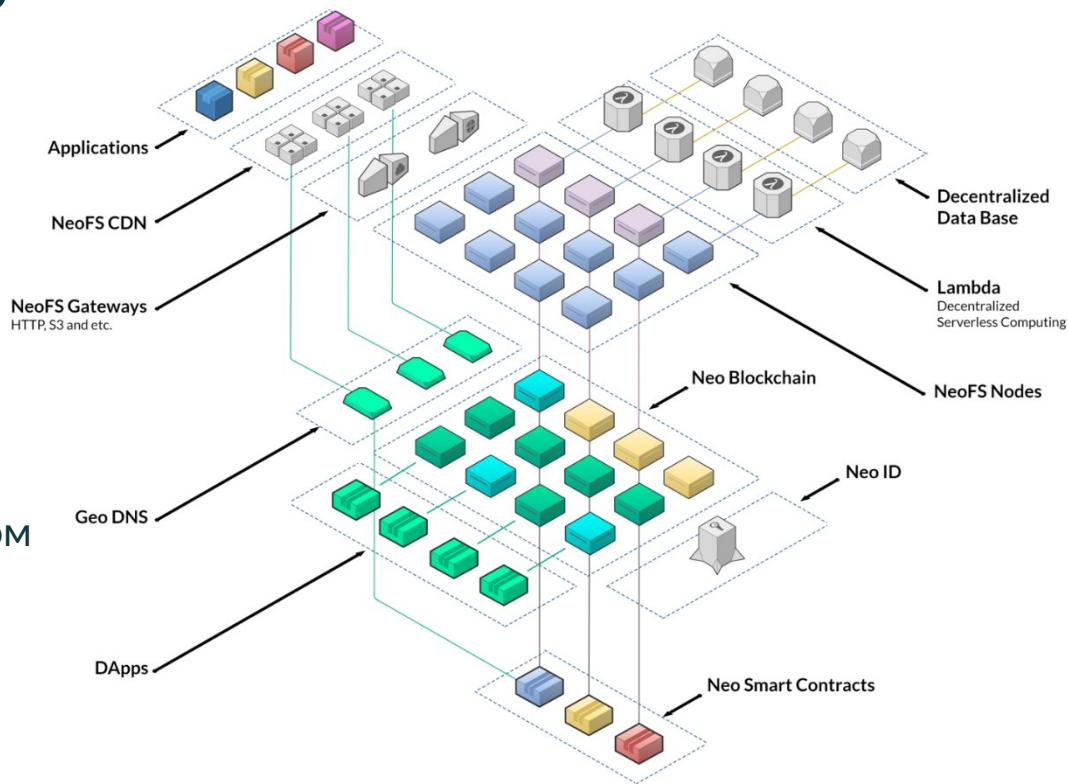 Applications
NeoFS CDN
NeoFS Gateways
HTTP, S3 and etc.
Decentralized
Data Base
Lambda
Decentralized
Serverless Computing
NeoFS Nodes
Neo Blockchain
Neo ID
Geo DNS
OM
DApps
Neo Smart Contracts